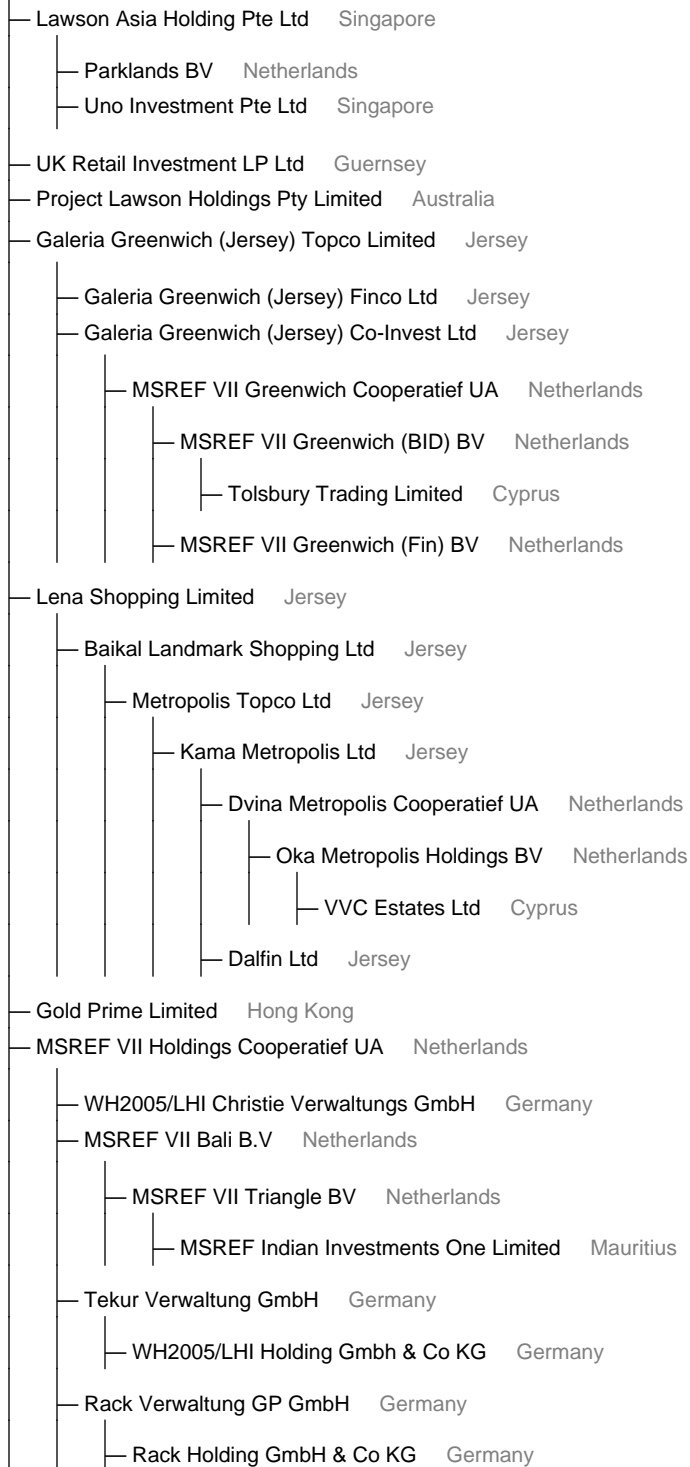 Lawson Asia Holding Pte Ltd Singapore
Parklands BV Netherlands
Uno Investment Pte Ltd Singapore
UK Retail Investment LP Ltd Guernsey
Project Lawson Holdings Pty Limited Australia
Galeria Greenwich (Jersey) Topco Limited Jersey
Galeria Greenwich (Jersey) Finco Ltd Jersey
Galeria Greenwich (Jersey) Co-Invest Ltd Jersey
MSREF VII Greenwich Cooperatief UA Netherlands
MSREF VII Greenwich (BID) BV Netherlands
Tolsbury Trading Limited Cyprus
MSREF VII Greenwich (Fin) BV Netherlands
Lena Shopping Limited Jersey
Baikal Landmark Shopping Ltd Jersey
Metropolis Topco Ltd Jersey
Kama Metropolis Ltd Jersey
Dvina Metropolis Cooperatief UA Netherlands
Oka Metropolis Holdings BV Netherlands
VVC Estates Ltd Cyprus
Dalfin Ltd Jersey
Gold Prime Limited Hong Kong
MSREF VII Holdings Cooperatief UA Netherlands
WH2005/LHI Christie Verwaltungs GmbH Germany
MSREF VII Bali B.V Netherlands
MSREF VII Triangle BV Netherlands
MSREF Indian Investments One Limited Mauritius
Tekur Verwaltung GmbH Germany
WH2005/LHI Holding Gmbh & Co KG Germany
Rack Verwaltung GP GmbH Germany
Rack Holding GmbH & Co KG Germany